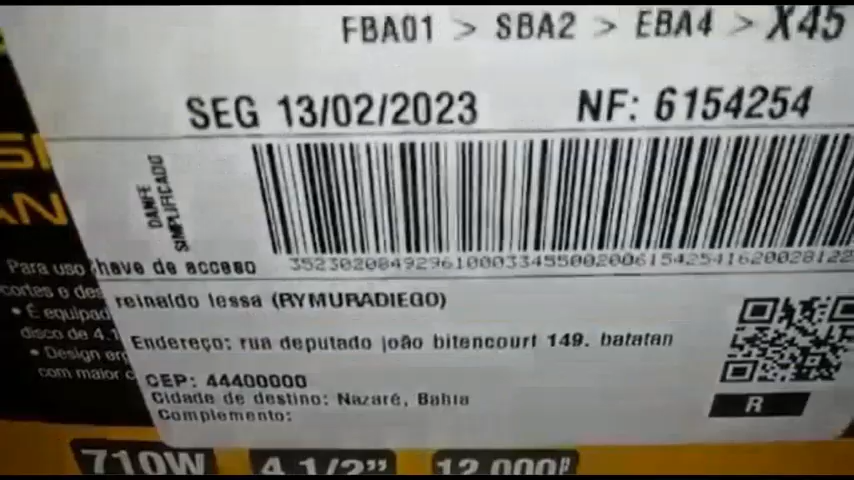 FBA01 > SBA2 > EBA4 > X45
SEG 13/02/2023 NF: 6154254
DANFE
SIMPLIFICADO
AN
Para uso
have de acceso 35230208492961000334550020061542541620028122
cortes e des
reinaldo lessa (RYMURADIEGO)
• É equipad
disco de 4.1
Endereço: rua deputado joão bitencourt 149. batatan
• Design erg
com maior c
CEP: 44400000
Cidade de destino: Nazaré, Bahia
Complemento:
R
710W 4.1/2" 12.000